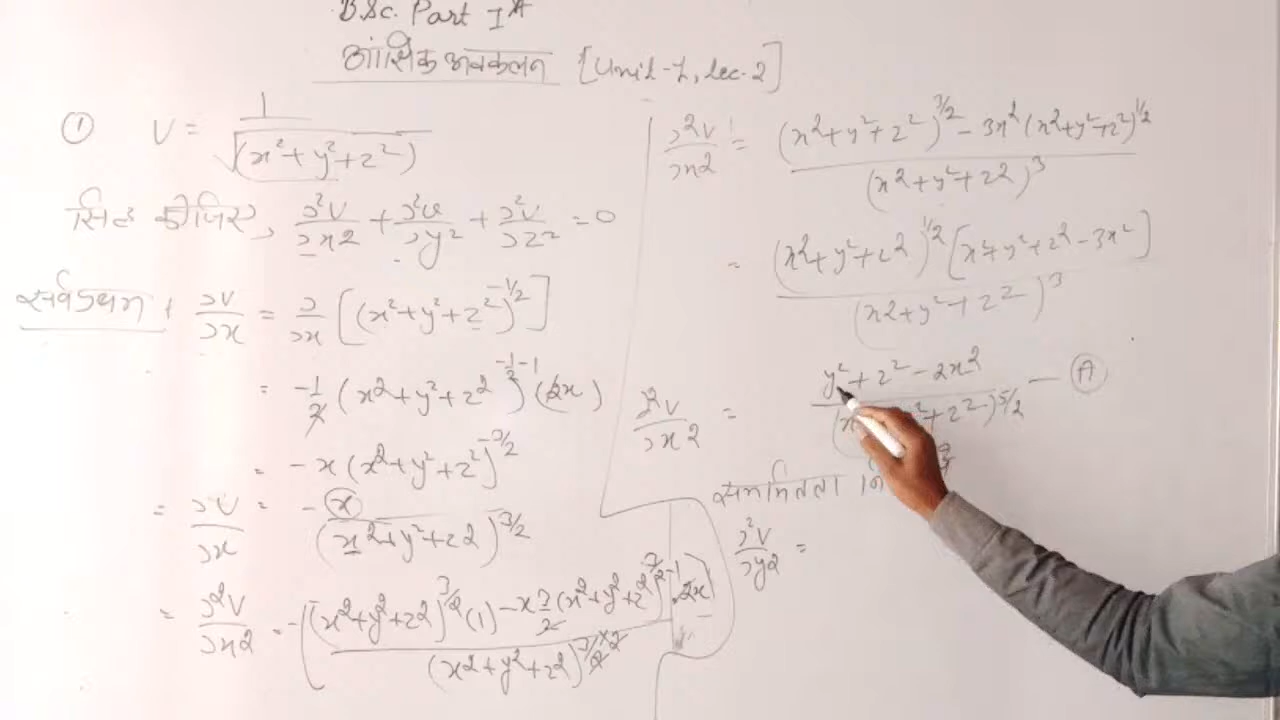 B.Sc. Part I^A
आंशिक अवकलन [Unit-I, Lec-2]
① V = 1/√(x²+y²+z²)
सिद्ध कीजिए, ∂²V/∂x² + ∂²V/∂y² + ∂²V/∂z² = 0
सर्वप्रथम, ∂V/∂x = ∂/∂x [(x²+y²+z²)^(-1/2)]
= -1/2 (x²+y²+z²)^(-1/2-1) (2x)
= -x(x²+y²+z²)^(-3/2)
= ∂V/∂x = -x/(x²+y²+z²)^(3/2)
= ∂²V/∂x² = -[(x²+y²+z²)^(3/2) (1) - x 3/2 (x²+y²+z²)^(3/2-1) . 2x]/(x²+y²+z²)^(3/2×2)
∂²V/∂x² = (x²+y²+z²)^(3/2) - 3x²(x²+y²+z²)^(1/2)/(x²+y²+z²)³
= (x²+y²+z²)^(1/2) [x²+y²+z²-3x²]/(x²+y²+z²)³
∂²V/∂x² = y²+z²-2x²/(x² y²+z²)^(5/2) — Ⓐ
सममितता
∂²V/∂y² =